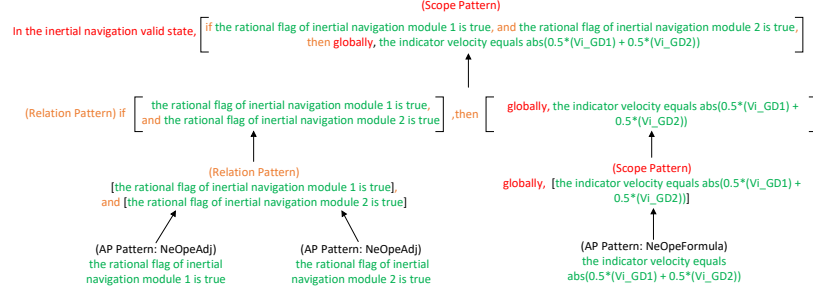 (Scope Pattern)
In the inertial navigation valid state, if the rational flag of inertial navigation module 1 is true, and the rational flag of inertial navigation module 2 is true,
then globally, the indicator velocity equals abs(0.5*(Vi_GD1) + 0.5*(Vi_GD2))
(Relation Pattern) if
the rational flag of inertial navigation module 1 is true,
and the rational flag of inertial navigation module 2 is true
,then
globally, the indicator velocity equals abs(0.5*(Vi_GD1) +
0.5*(Vi_GD2))
(Relation Pattern)
[the rational flag of inertial navigation module 1 is true],
and [the rational flag of inertial navigation module 2 is true]
(Scope Pattern)
globally, [the indicator velocity equals abs(0.5*(Vi_GD1) +
0.5*(Vi_GD2))]
(AP Pattern: NeOpeAdj)
the rational flag of inertial
navigation module 1 is true
(AP Pattern: NeOpeAdj)
the rational flag of inertial
navigation module 2 is true
(AP Pattern: NeOpeFormula)
the indicator velocity equals
abs(0.5*(Vi_GD1) + 0.5*(Vi_GD2))